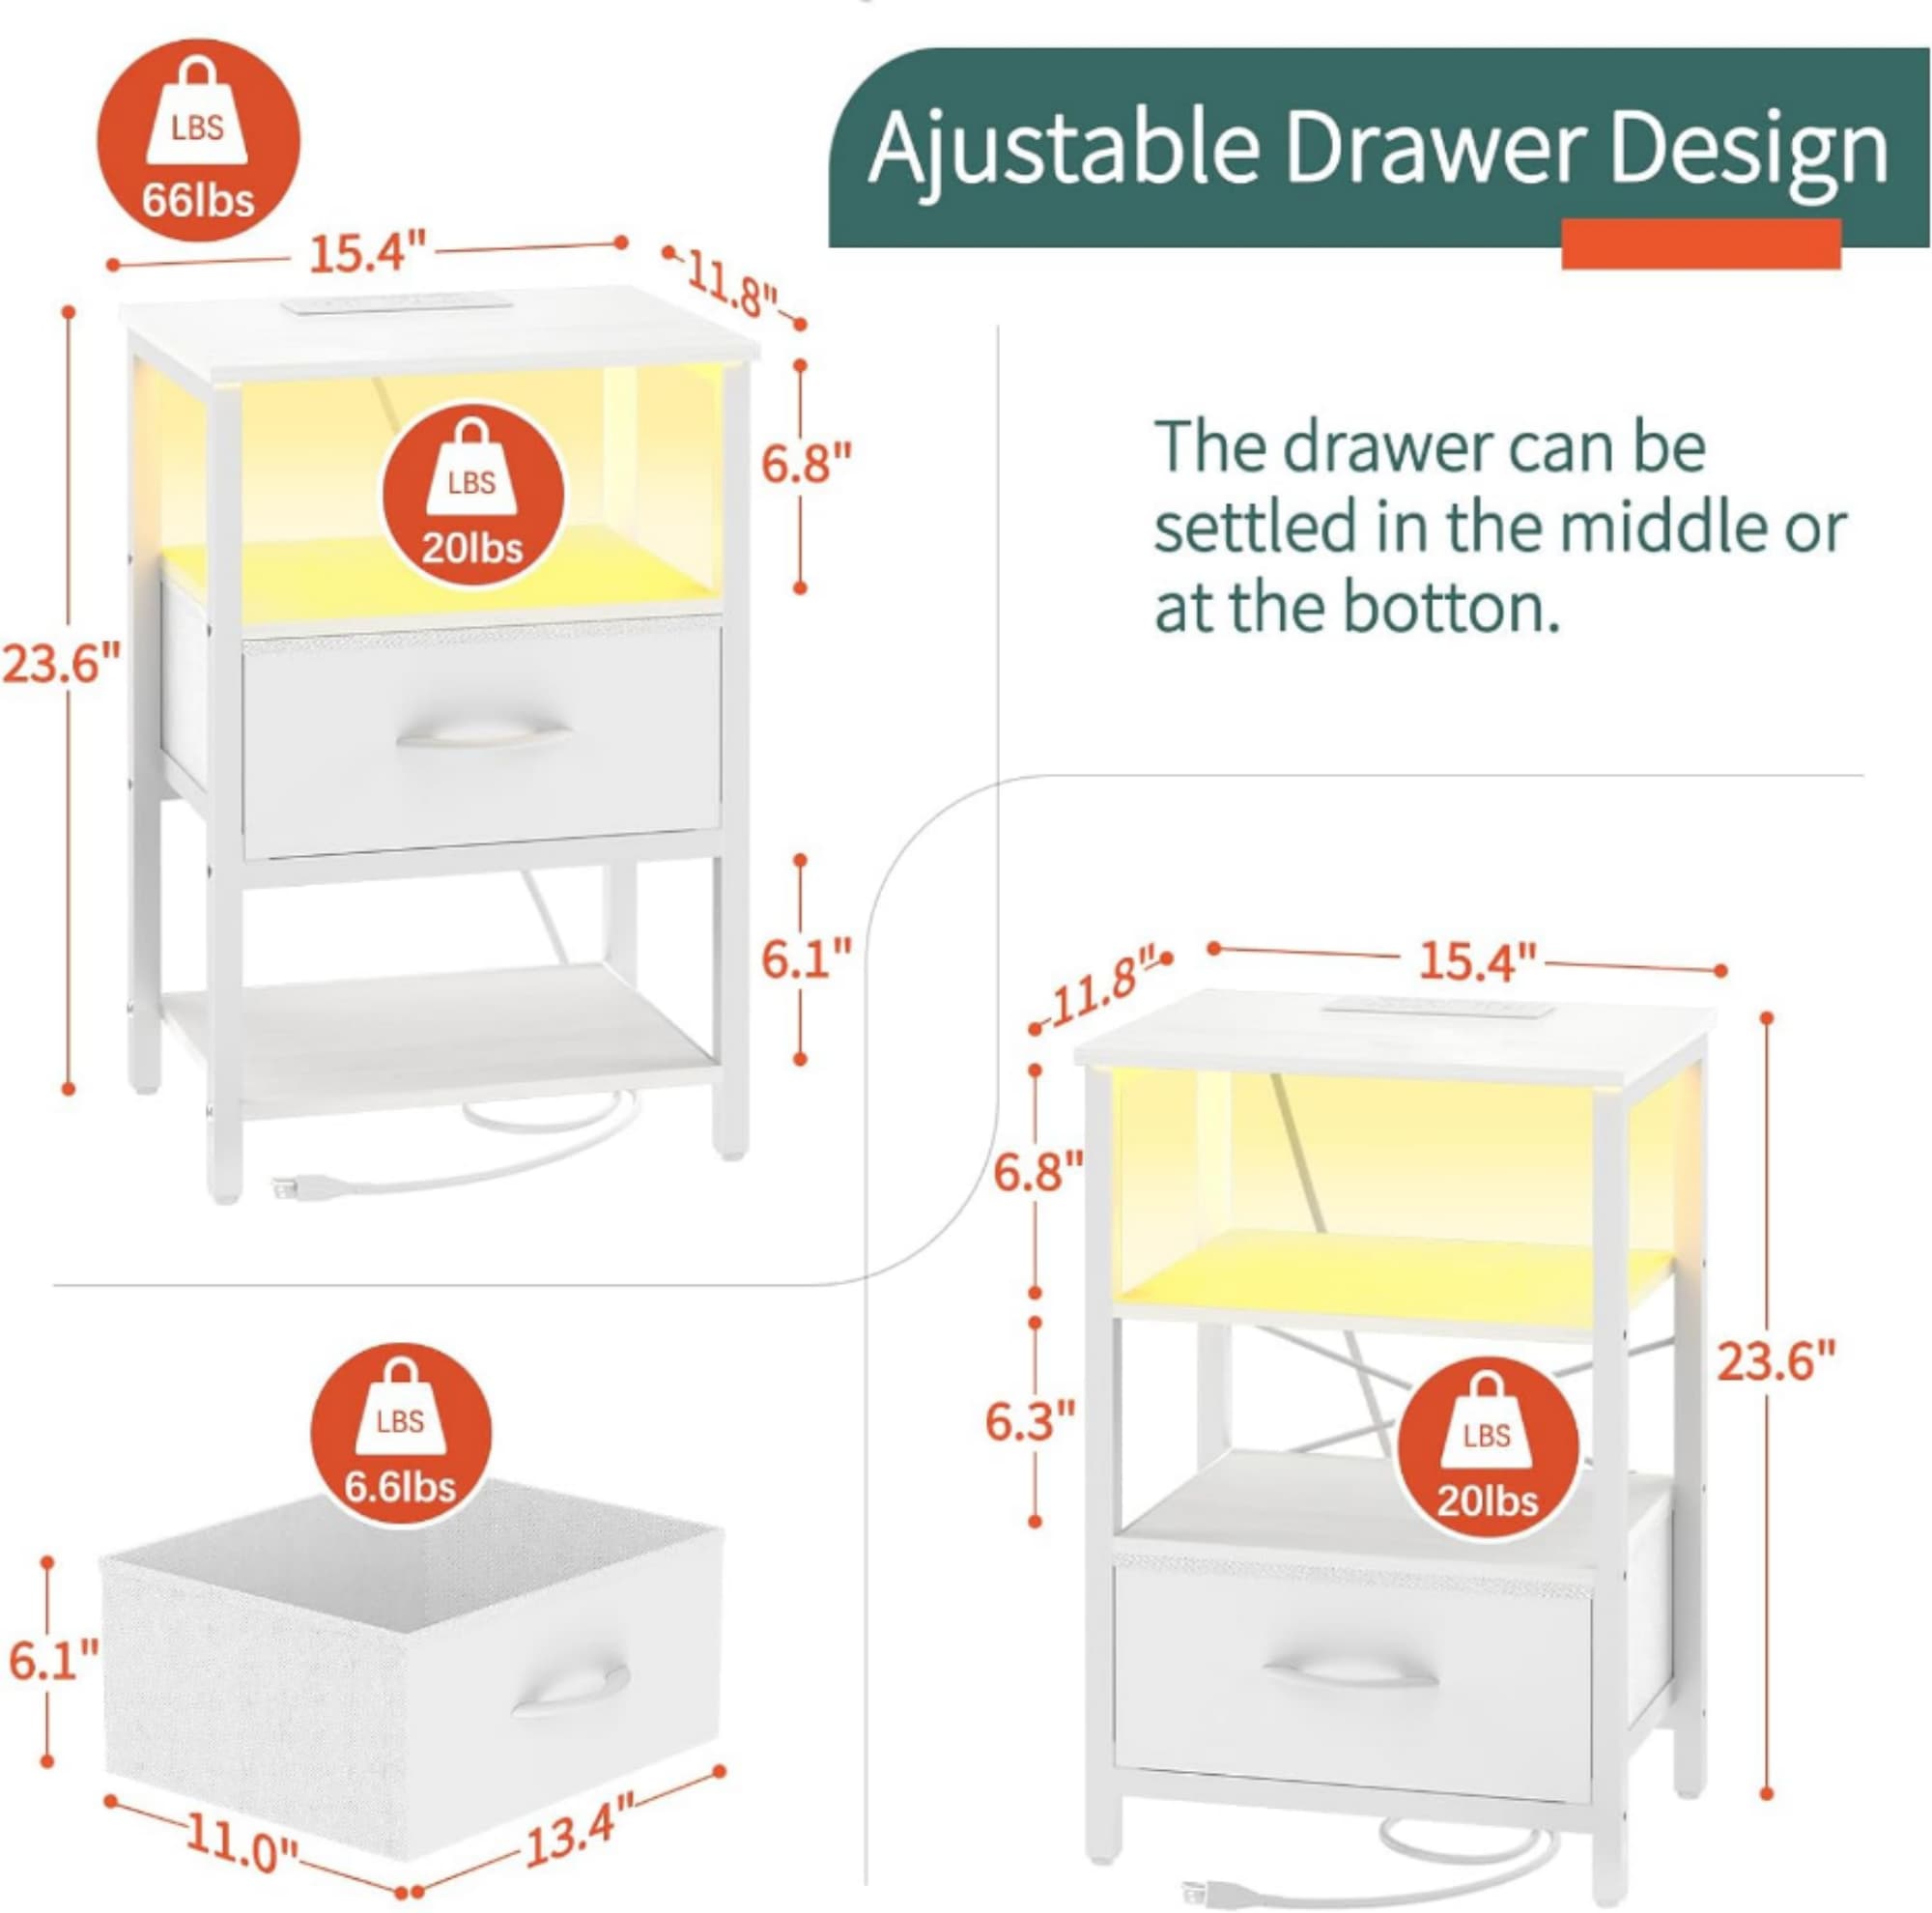 LBS
66lbs
Ajustable Drawer Design
15.4"
11.8"
6.8"
LBS
20lbs
23.6"
6.1"
The drawer can be
settled in the middle or
at the botton.
11.8"
15.4"
6.8"
6.3"
23.6"
LBS
20lbs
LBS
6.6lbs
6.1"
11.0"
13.4"